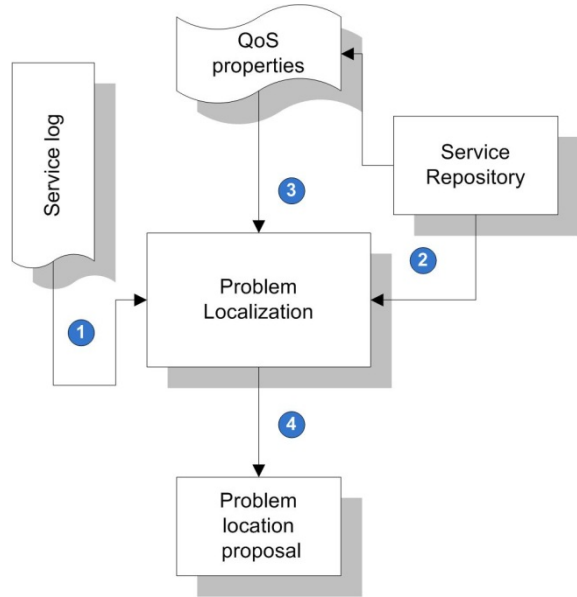 QoS
properties
Service log
Service
Repository
3
2
Problem
Localization
1
4
Problem
location
proposal